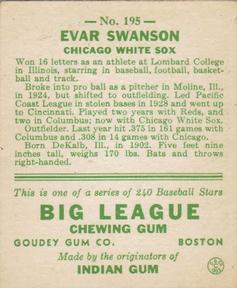 No. 195
EVAR SWANSON
CHICAGO WHITE SOX
Won 16 letters as an athlete at Lombard College
in Illinois, starring in baseball, football, basket-
ball and track.
Broke into pro ball as a pitcher in Moline, Ill.,
in 1924, but shifted to outfielding. Led Pacific
Coast League in stolen bases in 1928 and went up
to Cincinnati. Played two years with Reds, and
two in Columbus; now with Chicago White Sox.
Outfielder. Last year hit .375 in 161 games with
Columbus and .308 in 14 games with Chicago.
Born DeKalb, Ill., in 1902. Five feet nine
inches tall, weighs 170 lbs. Bats and throws
right-handed.
This is one of a series of 240 Baseball Stars
BIG LEAGUE
CHEWING GUM
GOUDEY GUM CO. BOSTON
Made by the originators of
INDIAN GUM